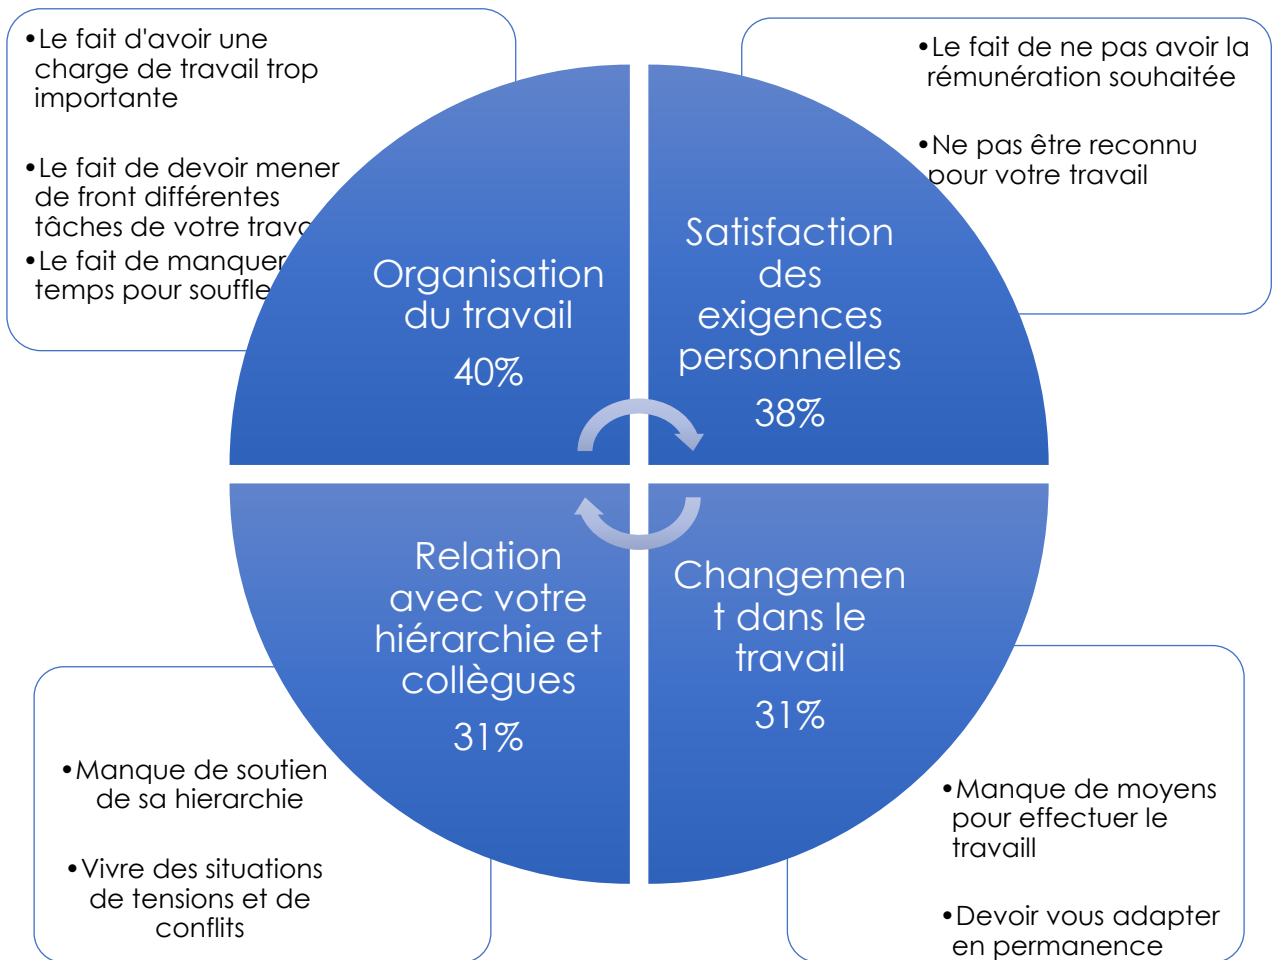 •Le fait d'avoir une
charge de travail trop
importante
•Le fait de devoir mener
de front différentes
tâches de votre
•Le fait de manquer
temps pour
Organisation
du travail
40%
•Le fait de ne pas avoir la
rémunération souhaitée
•Ne pas être reconnu
pour votre travail
Satisfaction
des
exigences
personnelles
38%
Relation
avec votre
hiérarchie et
collègues
31%
•Manque de soutien
de sa hierarchie
•Vivre des situations
de tensions et de
conflits
Changemen
t dans le
travail
31%
•Manque de moyens
pour effectuer le
travaill
•Devoir vous adapter
en permanence